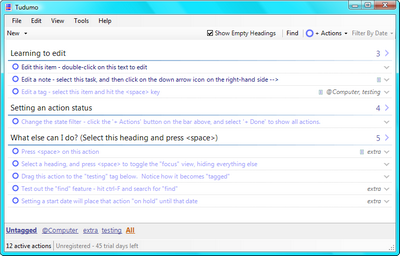 Tudumo
File Edit View Tools Help
New Show Empty Headings Find + Actions Filter By Date
Learning to edit 3
Edit this item - double-click on this text to edit
Edit a note - select this task, and then click on the down arrow icon on the right-hand side -->
Edit a tag - select this item and hit the <space> key @Computer, testing
Setting an action status 4
Change the state filter - click the '+ Actions' button on the bar above, and select '+ Done' to show all actions.
What else can I do? (Select this heading and press <space>) 5
Press <space> on this action extra
Select a heading, and press <space> to toggle the "focus" view, hiding everything else
Drag this action to the "testing" tag below. Notice how it becomes "tagged"
Test out the "find" feature - hit ctrl-F and search for "find" extra
Setting a start date will place that action "on hold" until that date extra
Untagged @Computer extra testing All
12 active actions Unregistered - 45 trial days left